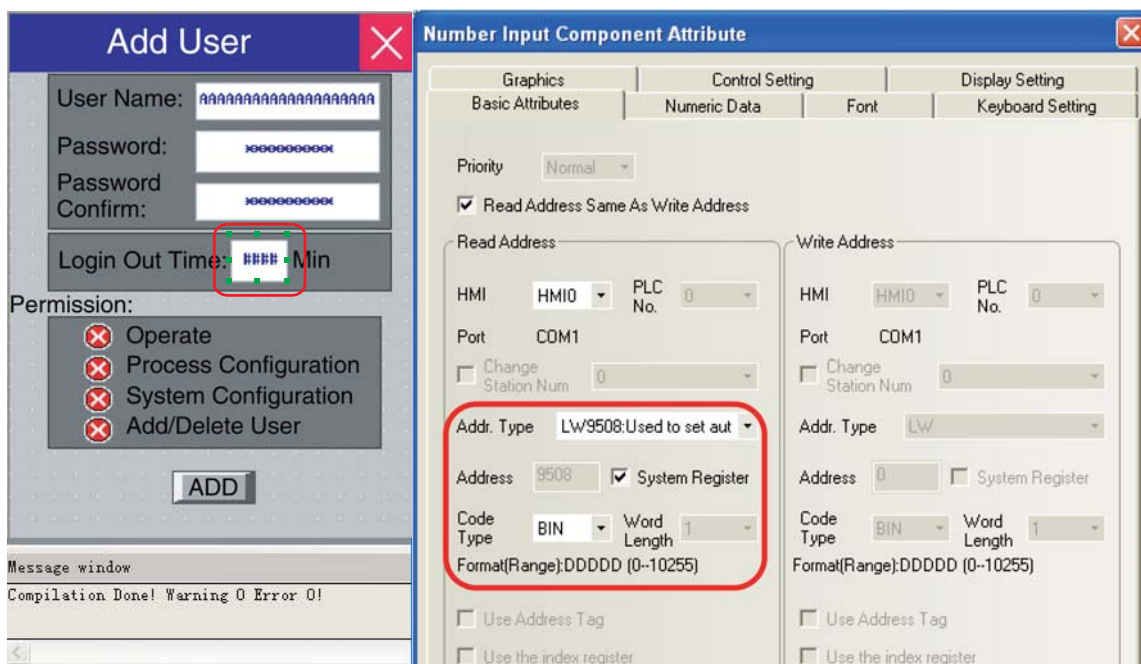 Add User
User Name: AAAAAAAAAAAAAAAAAAAA
Password: **********
Password Confirm: **********
Login Out Time: #### Min
Permission:
Operate
Process Configuration
System Configuration
Add/Delete User
ADD
Message window
Compilation Done! Warning 0 Error 0!
Number Input Component Attribute
Graphics Control Setting Display Setting
Basic Attributes Numeric Data Font Keyboard Setting
Priority Normal
Read Address Same As Write Address
Read Address
HMI HMI0 PLC No. 0
Port COM1
Change Station Num 0
Addr. Type LW9508:Used to set aut
Address 9508 System Register
Code Type BIN Word Length 1
Format(Range):DDDDD (0--10255)
Use Address Tag
Use the index register
Write Address
HMI HMI0 PLC No. 0
Port COM1
Change Station Num 0
Addr. Type LW
Address 0 System Register
Code Type BIN Word Length 1
Format(Range):DDDDD (0--10255)
Use Address Tag
Use the index register